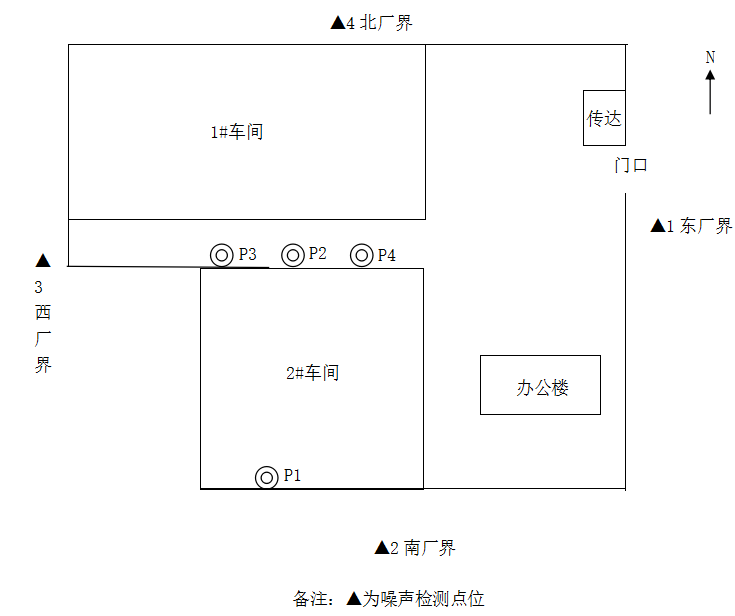 ▲4 北厂界
N
传达
1#车间
门口
▲1 东厂界
P3
P2
P4
▲
3
西
厂
界
2#车间
办公楼
P1
▲2 南厂界
备注：▲为噪声检测点位